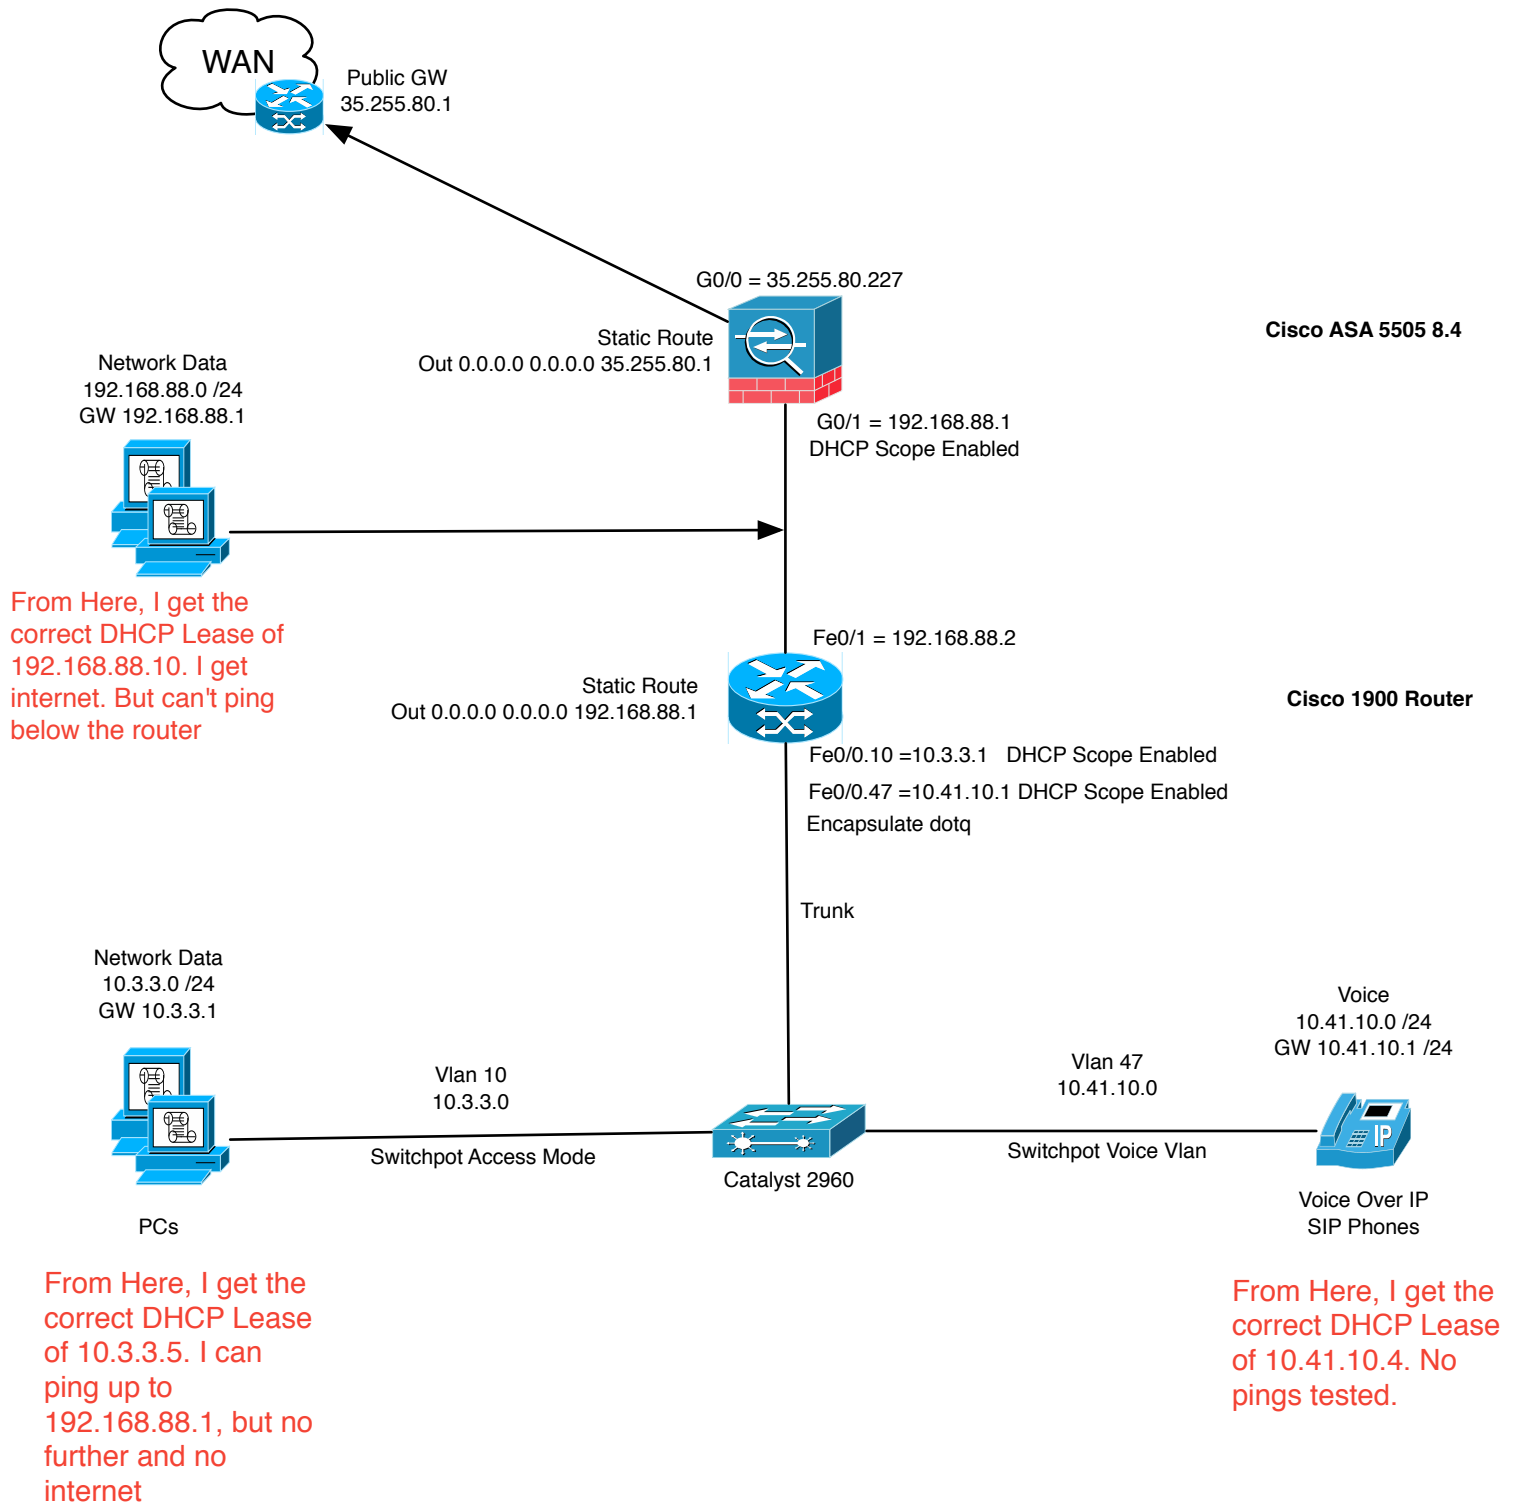 WAN
Public GW
35.255.80.1
G0/0 = 35.255.80.227
Static Route
Out 0.0.0.0 0.0.0.0 35.255.80.1
Cisco ASA 5505 8.4
Network Data
192.168.88.0 /24
GW 192.168.88.1
G0/1 = 192.168.88.1
DHCP Scope Enabled
From Here, I get the
correct DHCP Lease of
192.168.88.10. I get
internet. But can't ping
below the router
Fe0/1 = 192.168.88.2
Static Route
Out 0.0.0.0 0.0.0.0 192.168.88.1
Cisco 1900 Router
Fe0/0.10 =10.3.3.1 DHCP Scope Enabled
Fe0/0.47 =10.41.10.1 DHCP Scope Enabled
Encapsulate dotq
Trunk
Network Data
10.3.3.0 /24
GW 10.3.3.1
Voice
10.41.10.0 /24
GW 10.41.10.1 /24
Vlan 10
10.3.3.0
Vlan 47
10.41.10.0
IP
Switchpot Access Mode
Switchpot Voice Vlan
Catalyst 2960
PCs
Voice Over IP
SIP Phones
From Here, I get the
correct DHCP Lease
of 10.3.3.5. I can
ping up to
192.168.88.1, but no
further and no
internet
From Here, I get the
correct DHCP Lease
of 10.41.10.4. No
pings tested.